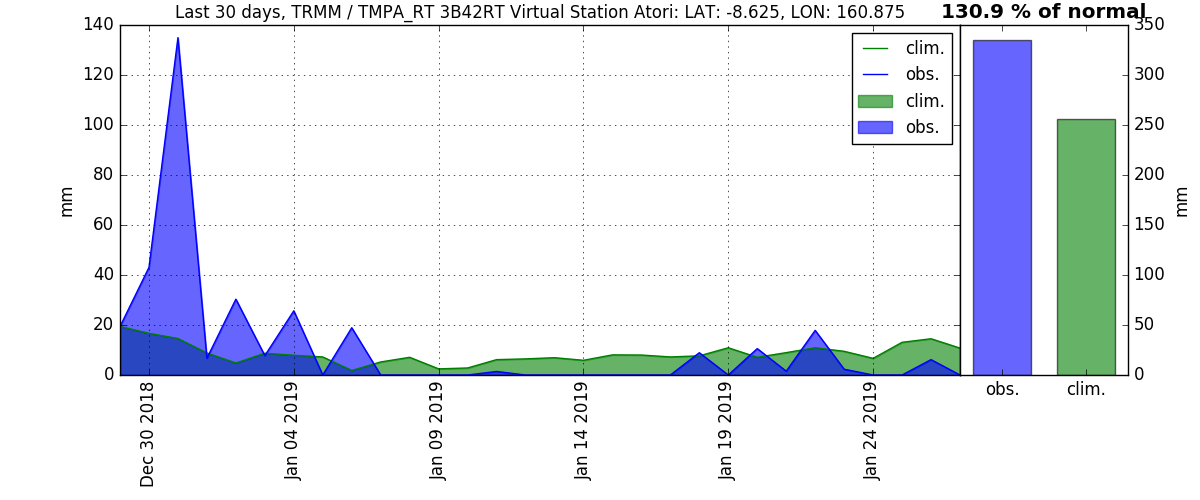 Last 30 days, TRMM / TMPA_RT 3B42RT Virtual Station Atori: LAT: -8.625, LON: 160.875
130.9 % of normal
140
120
100
80
60
40
20
0
mm
clim.
obs.
clim.
obs.
350
300
250
200
150
100
50
0
mm
Dec 30 2018
Jan 04 2019
Jan 09 2019
Jan 14 2019
Jan 19 2019
Jan 24 2019
obs.
clim.